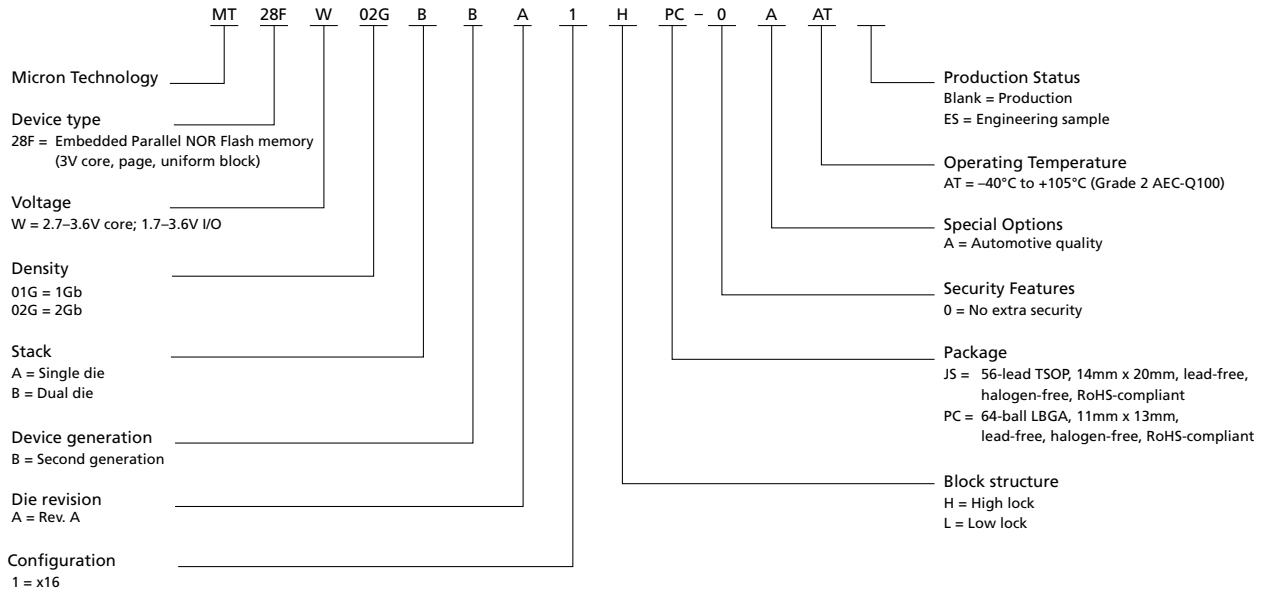 MT 28F W 02G B B A 1 H PC – 0 A AT
Micron Technology
Device type
28F = Embedded Parallel NOR Flash memory
(3V core, page, uniform block)
Voltage
W = 2.7–3.6V core; 1.7–3.6V I/O
Density
01G = 1Gb
02G = 2Gb
Stack
A = Single die
B = Dual die
Device generation
B = Second generation
Die revision
A = Rev. A
Configuration
1 = x16
Production Status
Blank = Production
ES = Engineering sample
Operating Temperature
AT = –40°C to +105°C (Grade 2 AEC-Q100)
Special Options
A = Automotive quality
Security Features
0 = No extra security
Package
JS = 56-lead TSOP, 14mm x 20mm, lead-free,
halogen-free, RoHS-compliant
PC = 64-ball LBGA, 11mm x 13mm,
lead-free, halogen-free, RoHS-compliant
Block structure
H = High lock
L = Low lock